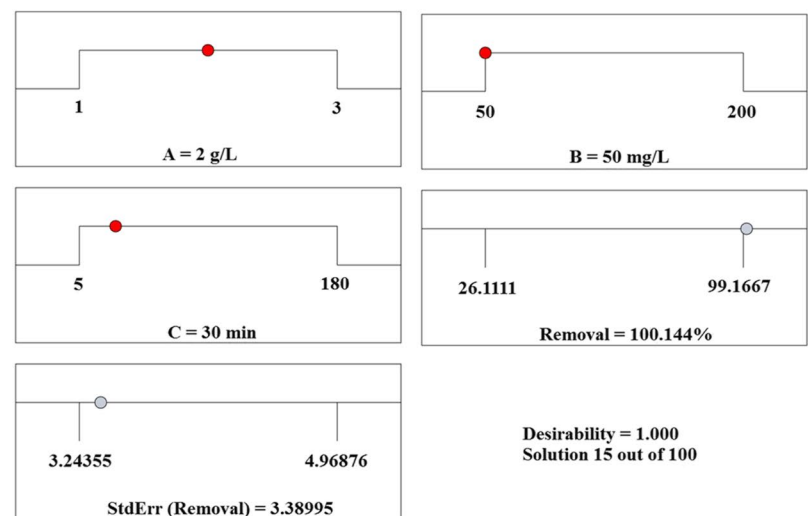 1
3
A = 2 g/L
50
200
B = 50 mg/L
5
180
C = 30 min
26.1111
99.1667
Removal = 100.144%
3.24355
4.96876
StdErr (Removal) = 3.38995
Desirability = 1.000
Solution 15 out of 100